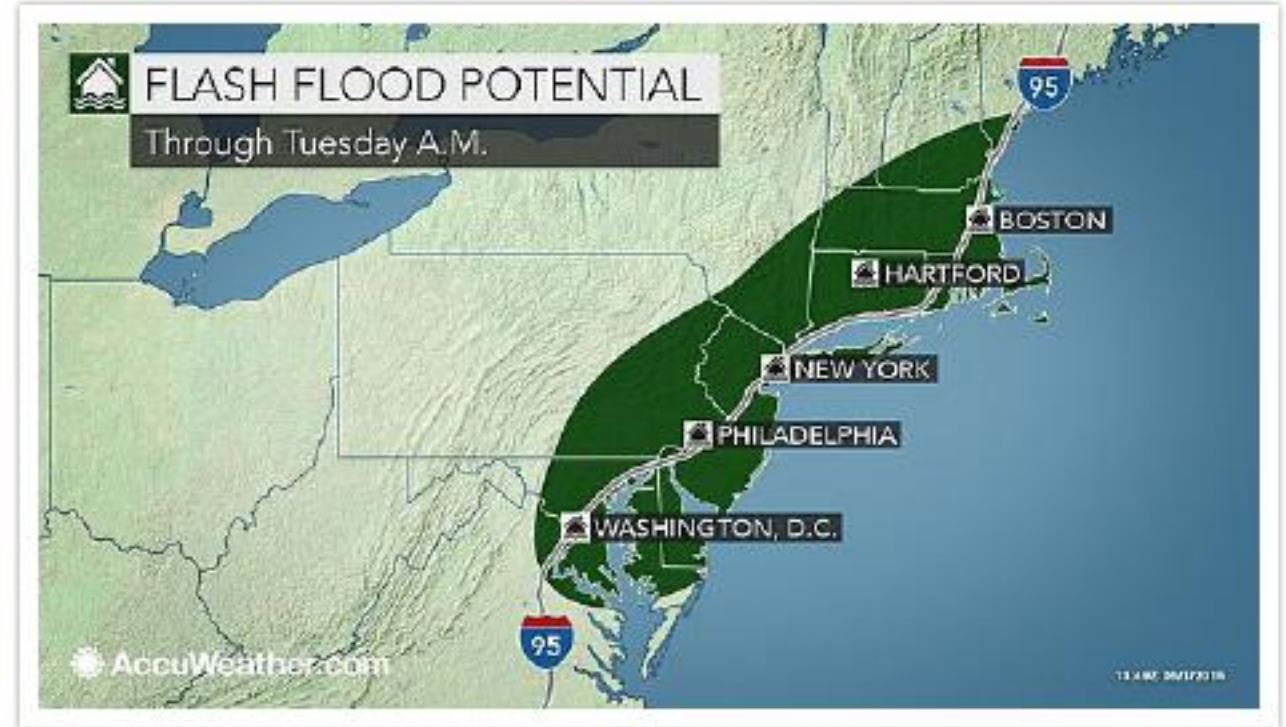 FLASH FLOOD POTENTIAL
Through Tuesday A.M.
95
BOSTON
HARTFORD
NEW YORK
PHILADELPHIA
WASHINGTON, D.C.
95
AccuWeather.com